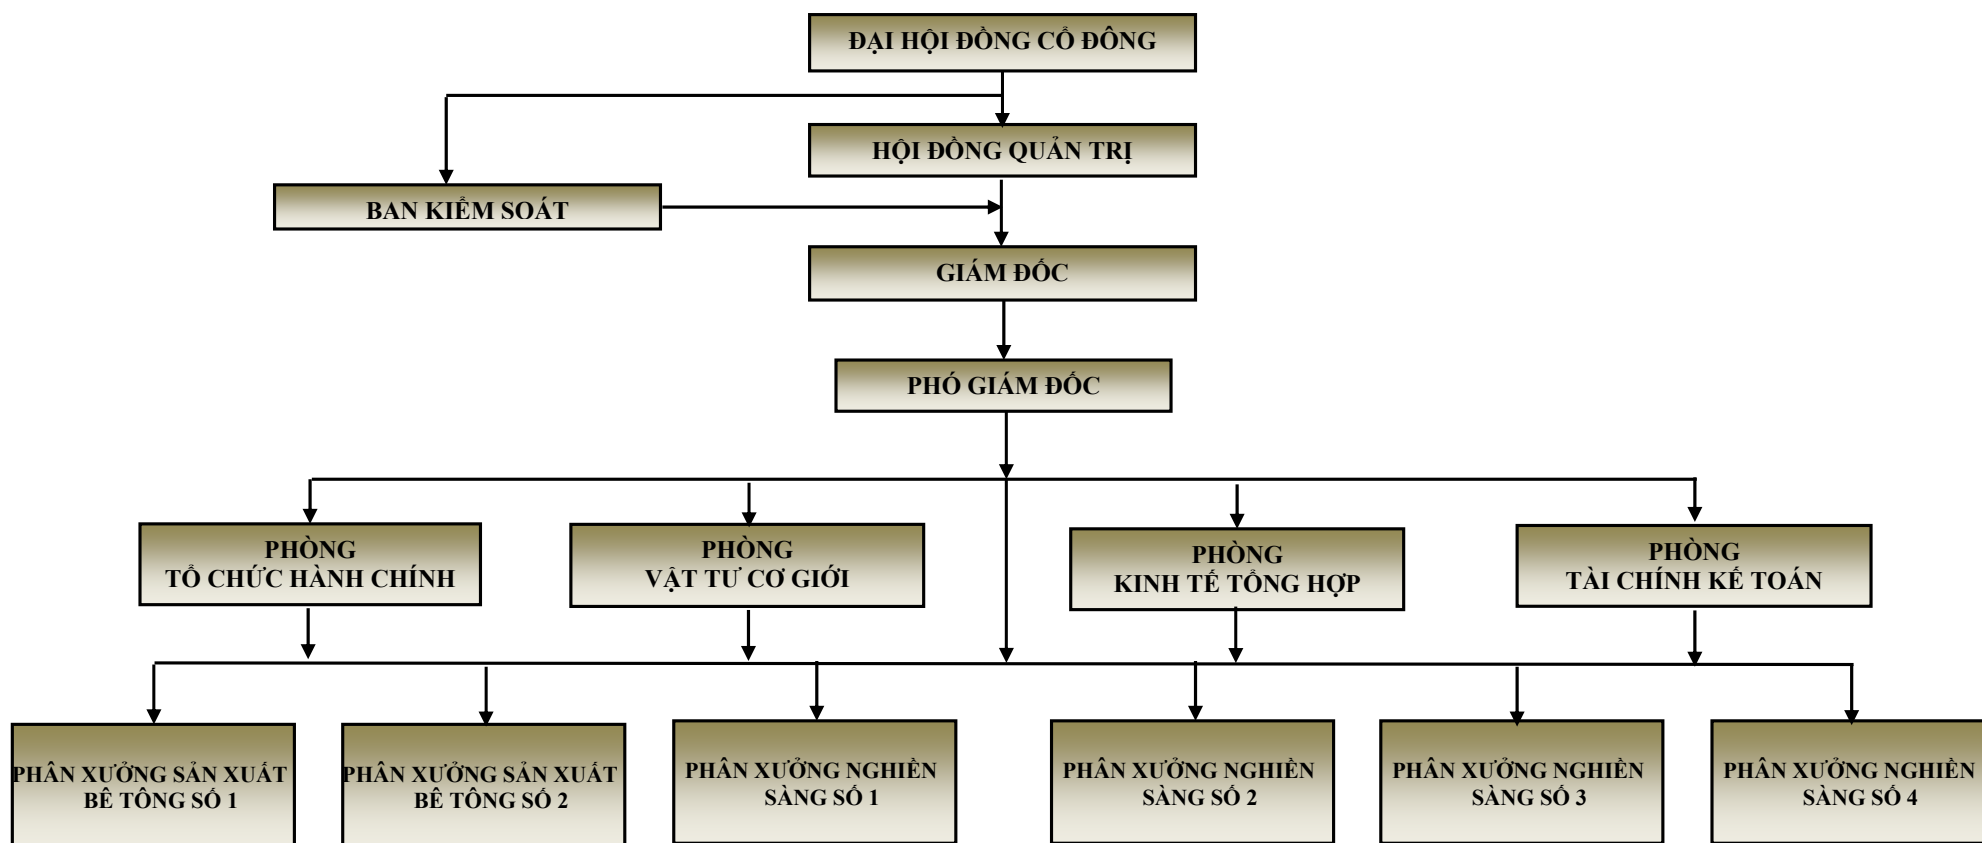 ĐẠI HỘI ĐỒNG CỔ ĐÔNG
HỘI ĐỒNG QUẢN TRỊ
BAN KIỂM SOÁT
GIÁM ĐỐC
PHÓ GIÁM ĐỐC
PHÒNG
TỔ CHỨC HÀNH CHÍNH
PHÒNG
VẬT TƯ CƠ GIỚI
PHÒNG
KINH TẾ TỔNG HỢP
PHÒNG
TÀI CHÍNH KẾ TOÁN
PHÂN XƯỞNG SẢN XUẤT
BÊ TÔNG SỐ 1
PHÂN XƯỞNG SẢN XUẤT
BÊ TÔNG SỐ 2
PHÂN XƯỞNG NGHIỀN
SÀNG SỐ 1
PHÂN XƯỞNG NGHIỀN
SÀNG SỐ 2
PHÂN XƯỞNG NGHIỀN
SÀNG SỐ 3
PHÂN XƯỞNG NGHIỀN
SÀNG SỐ 4